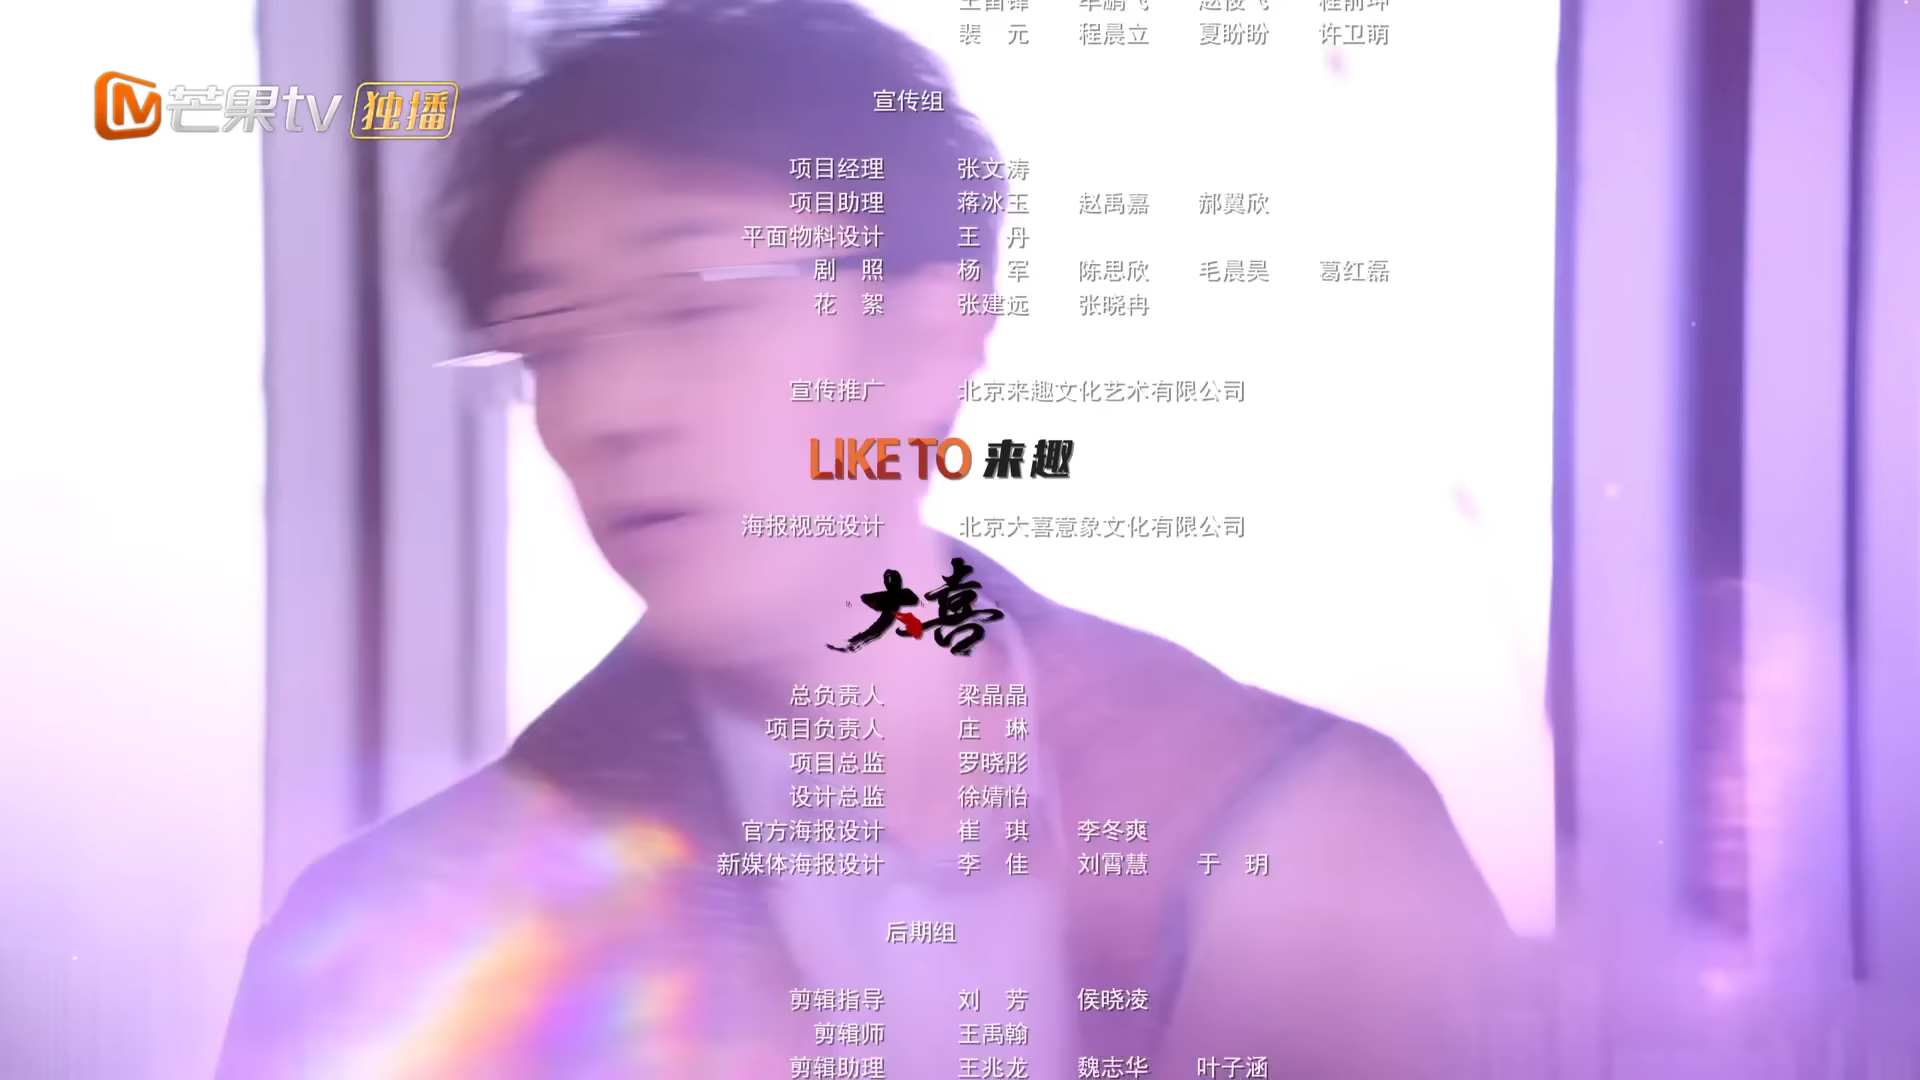 裴 元 程晨立 夏盼盼 许卫萌
芒果tv 独播
宣传组
项目经理 张文涛
项目助理 蒋冰玉 赵禹嘉 郝翼欣
平面物料设计 王 丹
剧 照 杨 军 陈思欣 毛晨昊 葛红磊
花 絮 张建远 张晓冉
宣传推广 北京来趣文化艺术有限公司
LIKE TO 来趣
海报视觉设计 北京大喜意象文化有限公司
大喜
总负责人 梁晶晶
项目负责人 庄 琳
项目总监 罗晓彤
设计总监 徐婧怡
官方海报设计 崔 琪 李冬爽
新媒体海报设计 李 佳 刘霄慧 于 玥
后期组
剪辑指导 刘 芳 侯晓凌
剪辑师 王禹翰
剪辑助理 王兆龙 魏志华 叶子涵